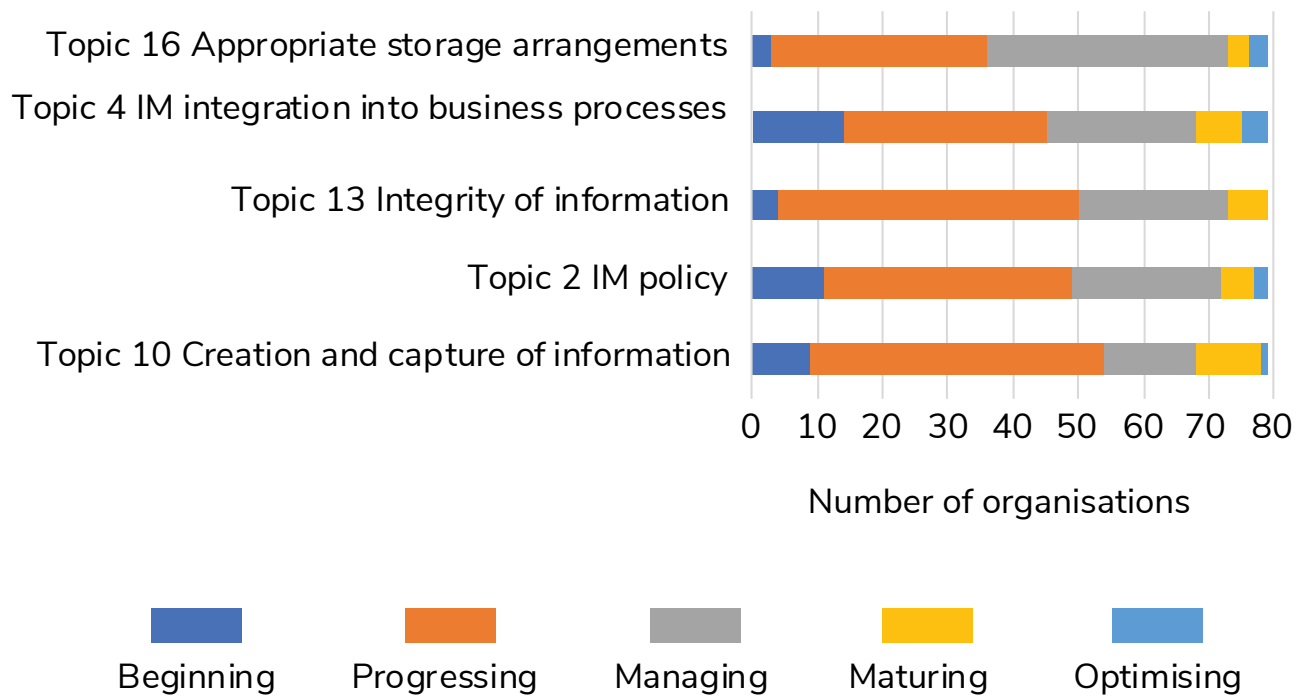 Topic 16 Appropriate storage arrangements
Topic 4 IM integration into business processes
Topic 13 Integrity of information
Topic 2 IM policy
Topic 10 Creation and capture of information
0 10 20 30 40 50 60 70 80
Number of organisations
Beginning Progressing Managing Maturing Optimising